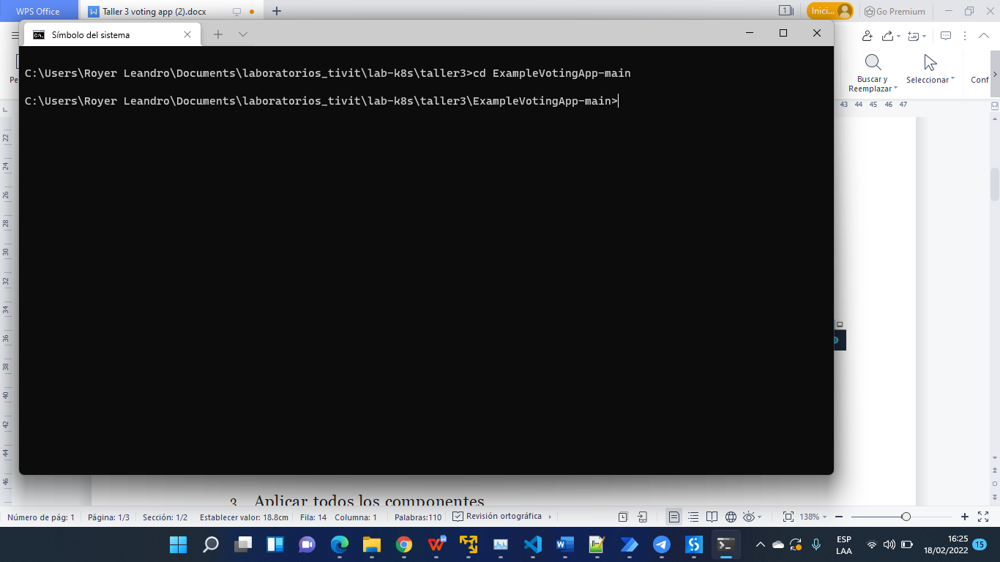 WPS Office
Taller 3 voting app (2).docx
1
Inici...
Go Premium
Símbolo del sistema
C:\Users\Royer Leandro\Documents\laboratorios_tivit\lab-k8s\taller3>cd ExampleVotingApp-main
C:\Users\Royer Leandro\Documents\laboratorios_tivit\lab-k8s\taller3\ExampleVotingApp-main>
Pe
Buscar y
Reemplazar
Seleccionar
Conf
43 44 45 46 47
22
24
26
28
30
32
34
36
38
40
42
44
46
3. Aplicar todos los componentes
Número de pág: 1 Página: 1/3 Sección: 1/2 Establecer valor: 18.8cm Fila: 14 Columna: 1 Palabras:110 Revisión ortográfica 138%
ESP
LAA
16:25
18/02/2022
15